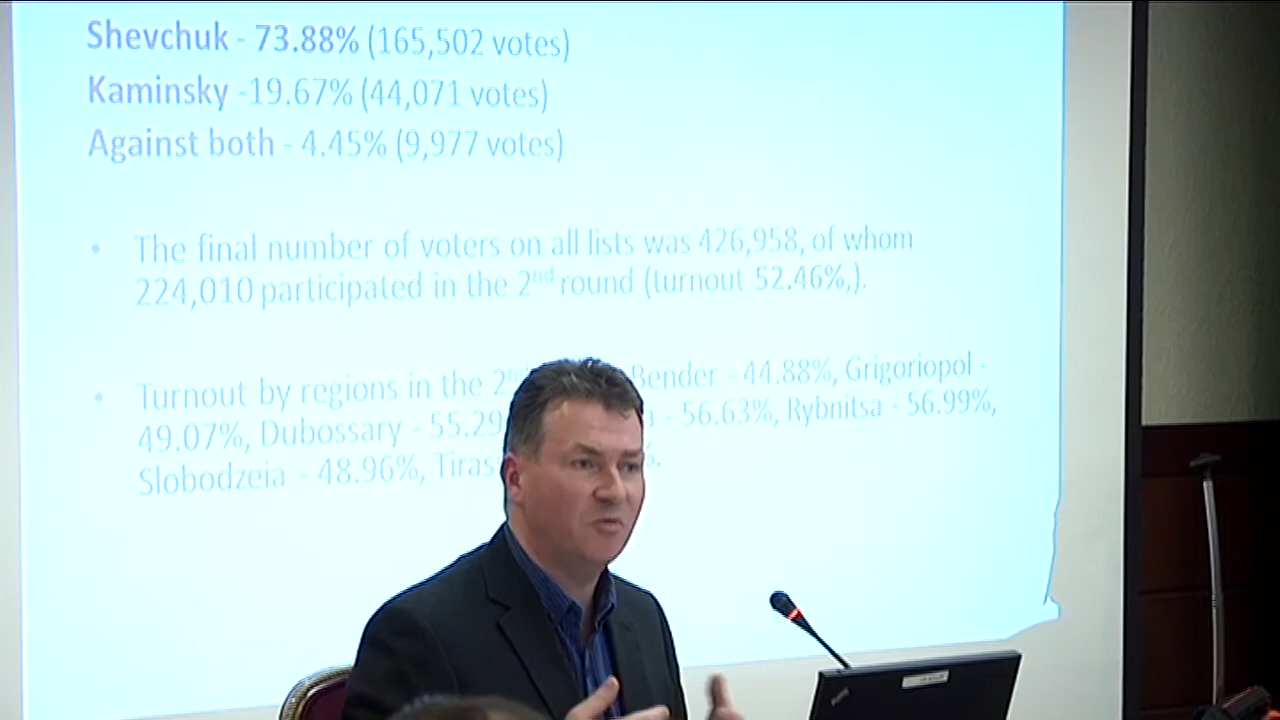 Shevchuk - 73.88% (165,502 votes)
Kaminsky -19.67% (44,071 votes)
Against both - 4.45% (9,977 votes)
• The final number of voters on all lists was 426,958, of whom
224,010 participated in the 2nd round (turnout 52.46%,).
• Turnout by regions in the 2nd Bender - 44.88%, Grigoriopol -
49.07%, Dubossary - 55.29 - 56.63%, Rybnitsa - 56.99%,
Slobodzeia - 48.96%, Tiras